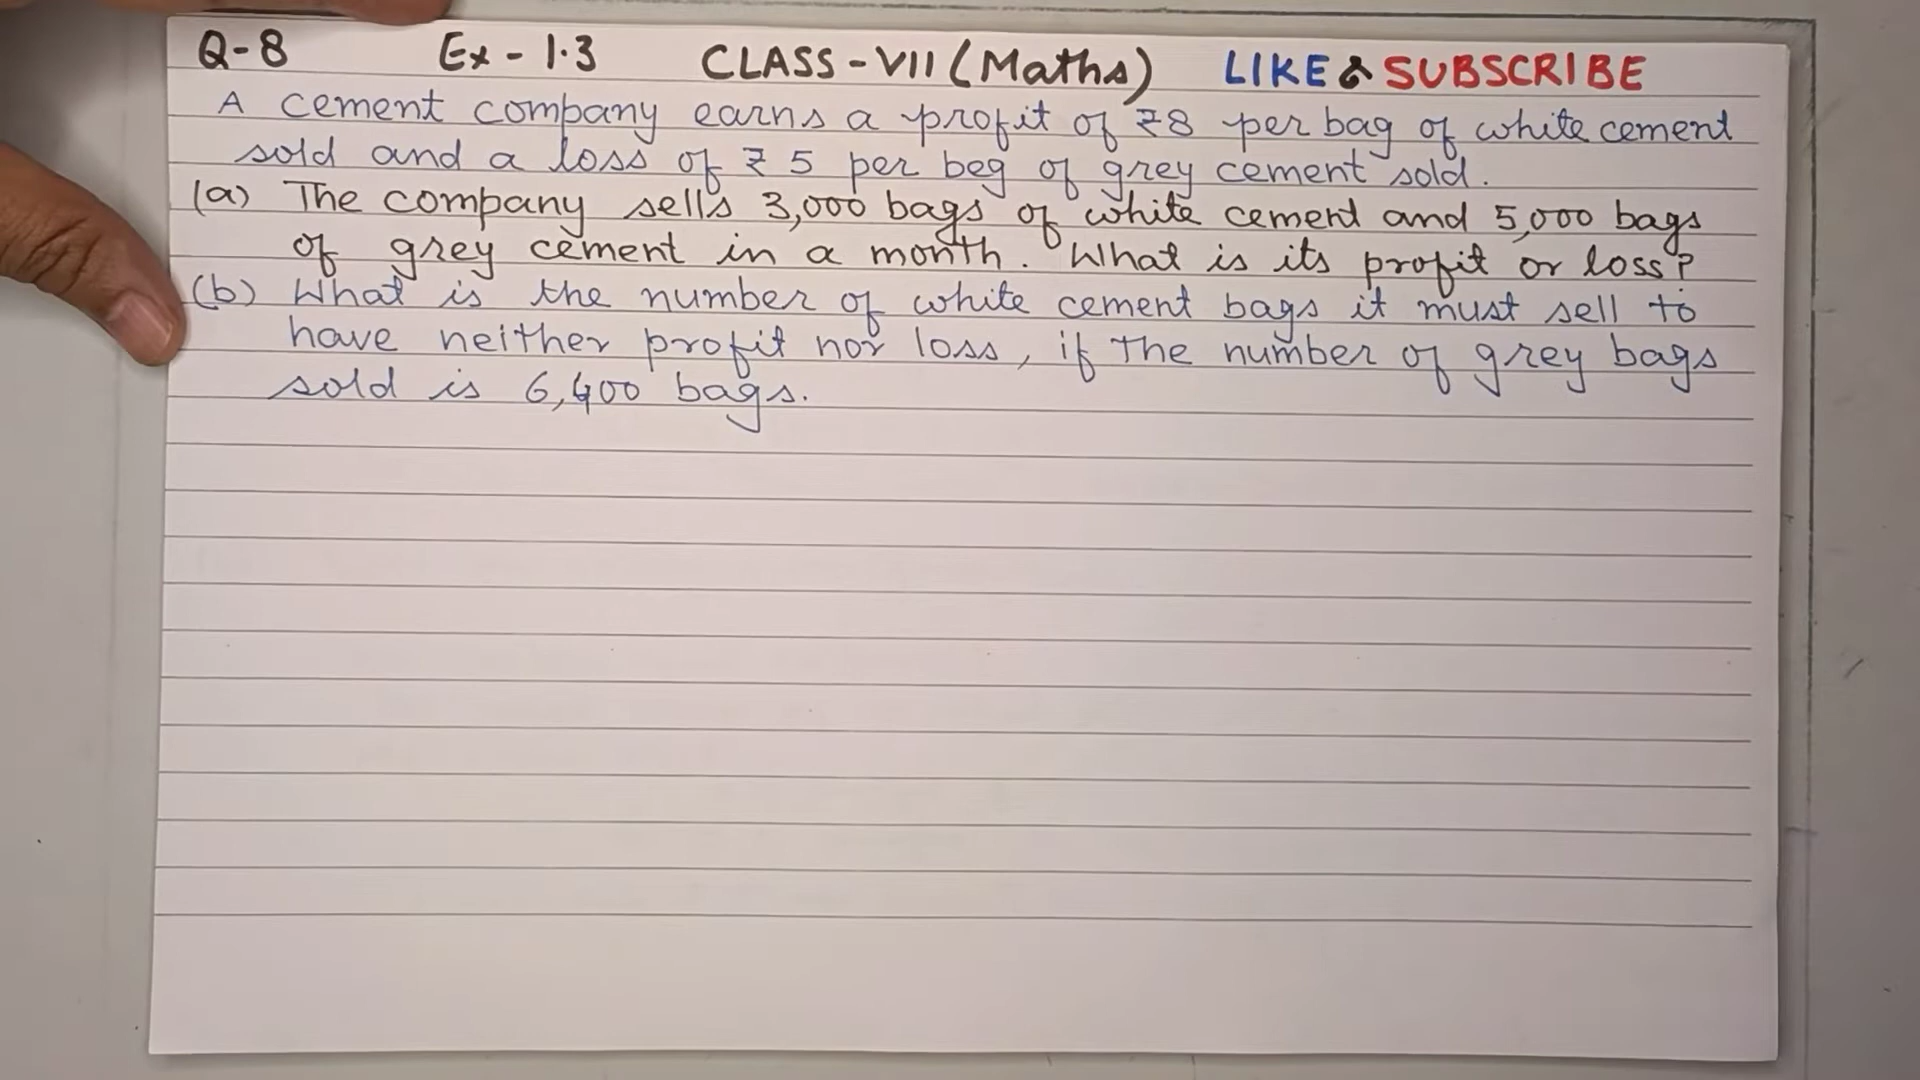 Q-8 Ex-1.3 CLASS-VII (Maths) LIKE & SUBSCRIBE
A cement company earns a profit of ₹8 per bag of white cement
sold and a loss of ₹5 per beg of grey cement sold.
(a) The company sells 3,000 bags of white cement and 5,000 bags
of grey cement in a month. What is its profit or loss?
(b) What is the number of white cement bags it must sell to
have neither profit nor loss, if the number of grey bags
sold is 6,400 bags.